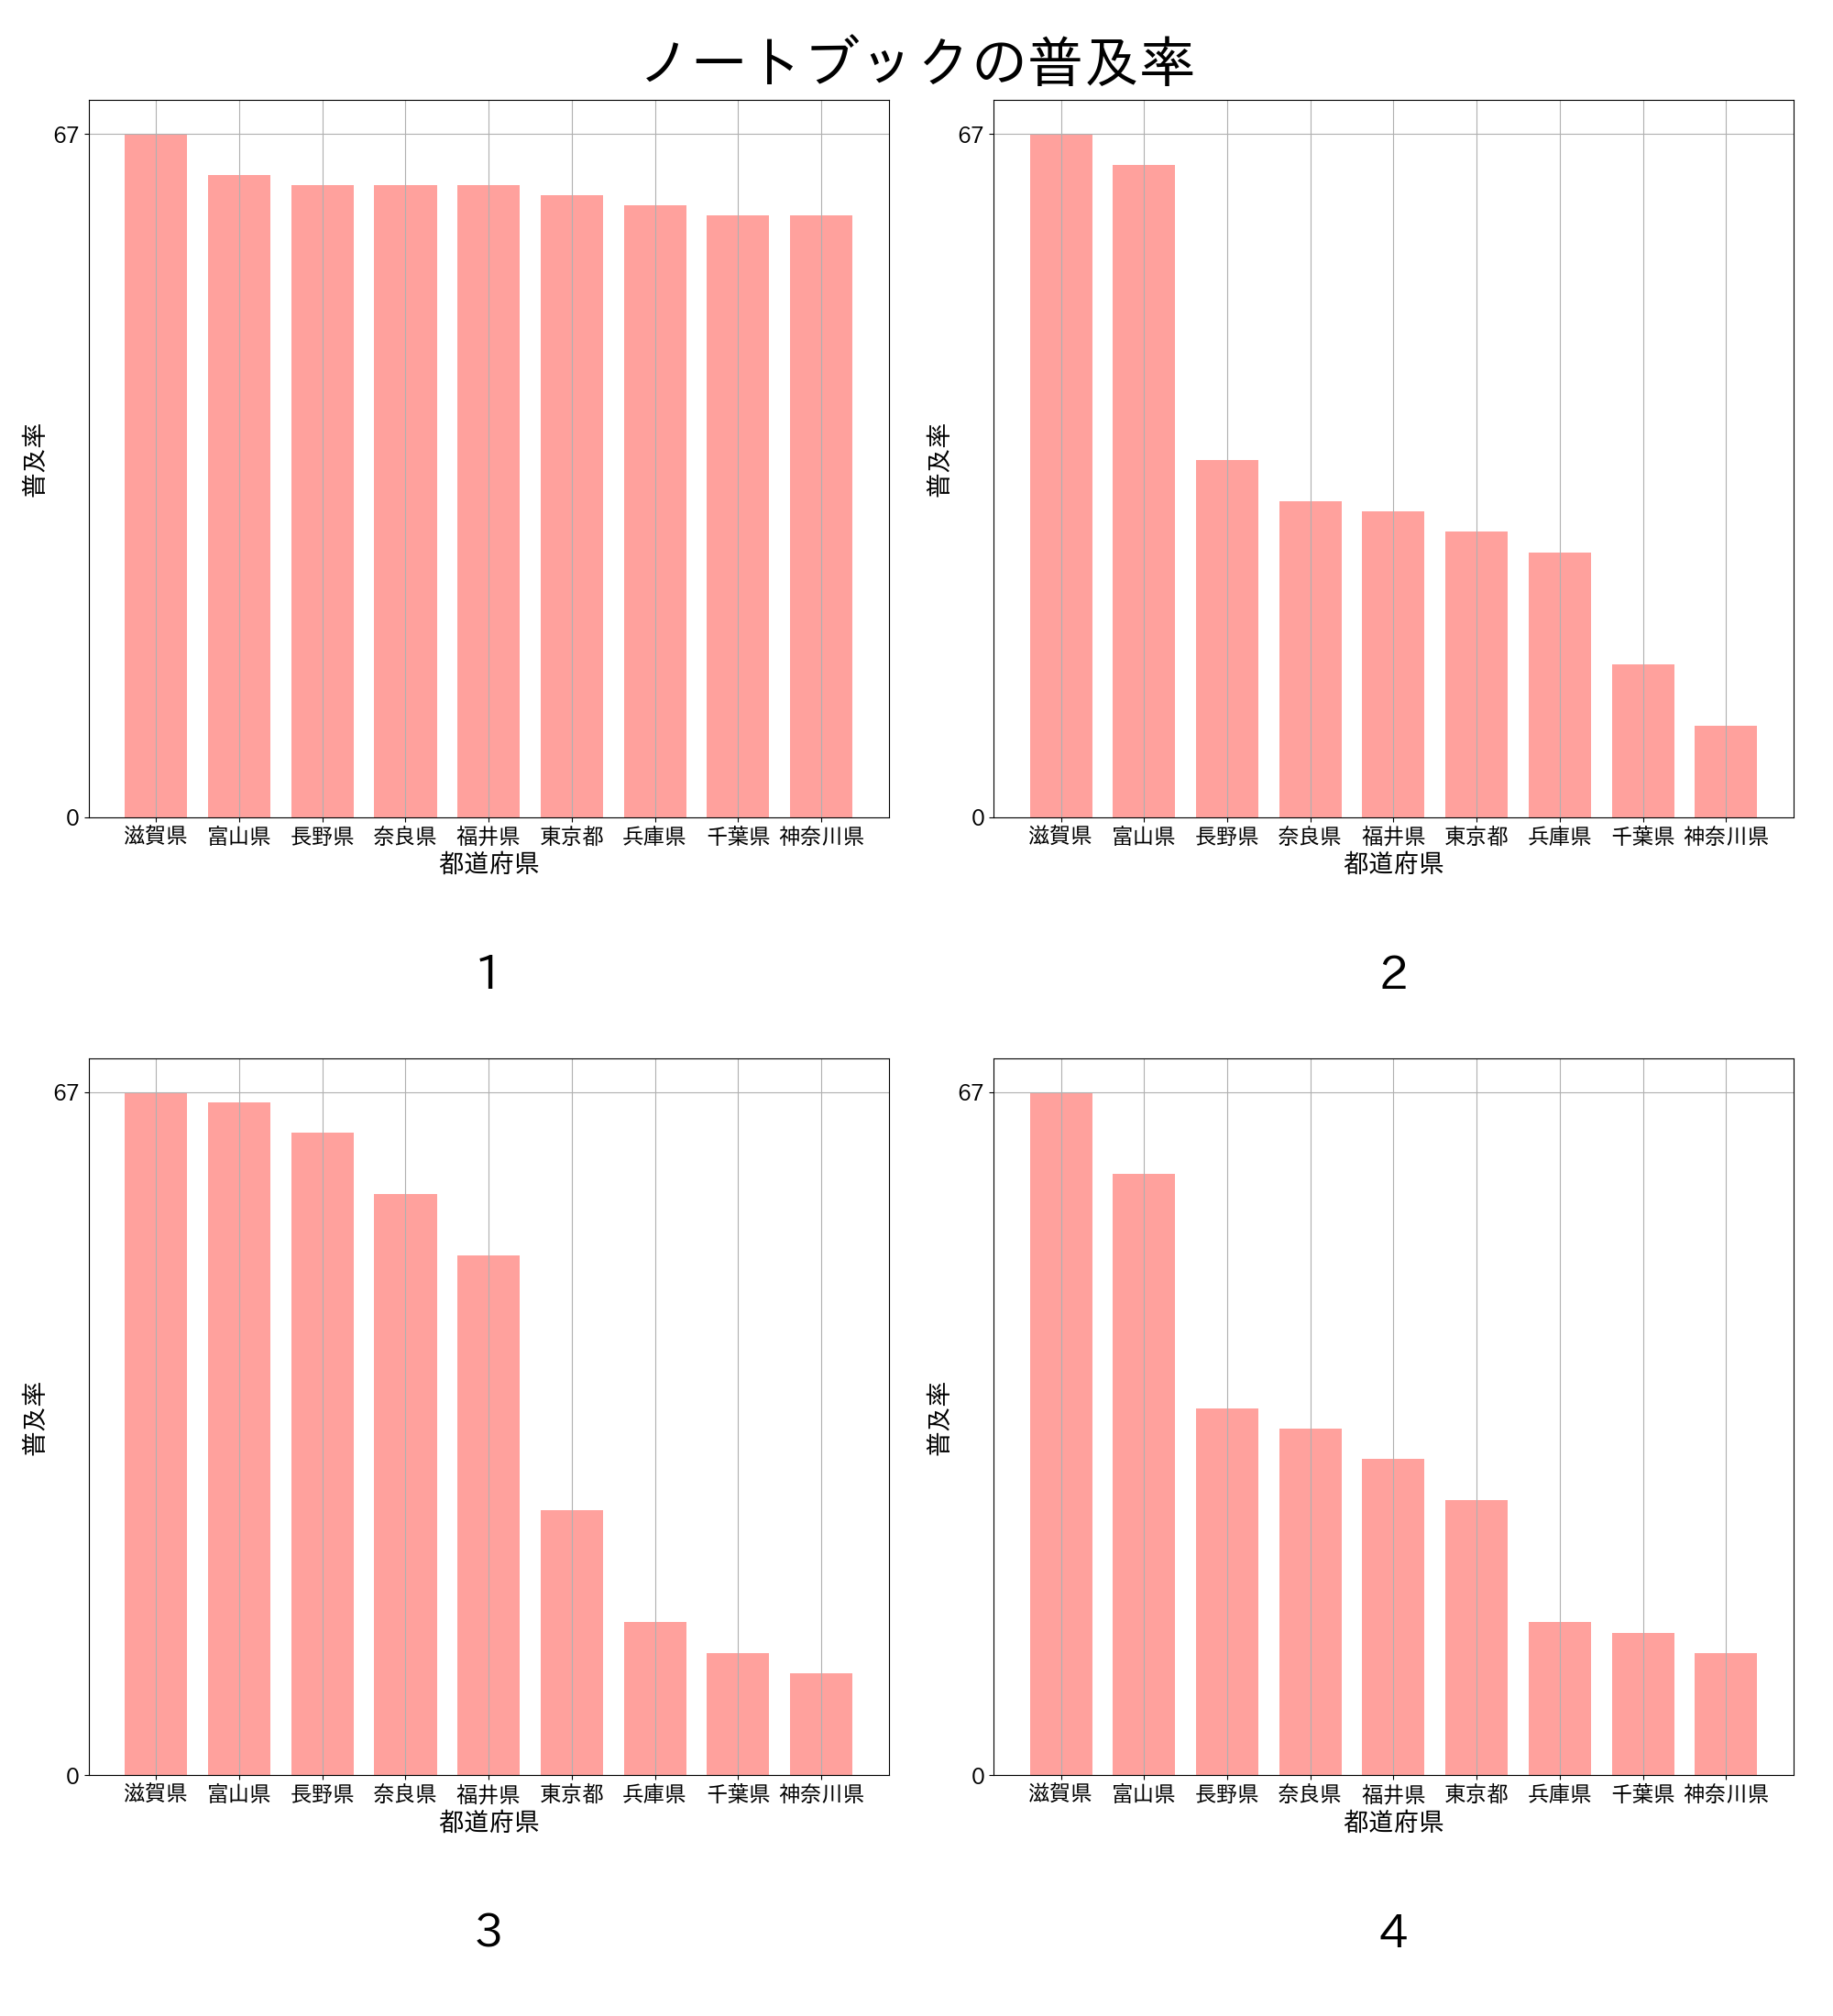 ノートブックの普及率
67
0
普及率
滋賀県 富山県 長野県 奈良県 福井県 東京都 兵庫県 千葉県 神奈川県
都道府県
1
67
0
普及率
滋賀県 富山県 長野県 奈良県 福井県 東京都 兵庫県 千葉県 神奈川県
都道府県
2
67
0
普及率
滋賀県 富山県 長野県 奈良県 福井県 東京都 兵庫県 千葉県 神奈川県
都道府県
3
67
0
普及率
滋賀県 富山県 長野県 奈良県 福井県 東京都 兵庫県 千葉県 神奈川県
都道府県
4